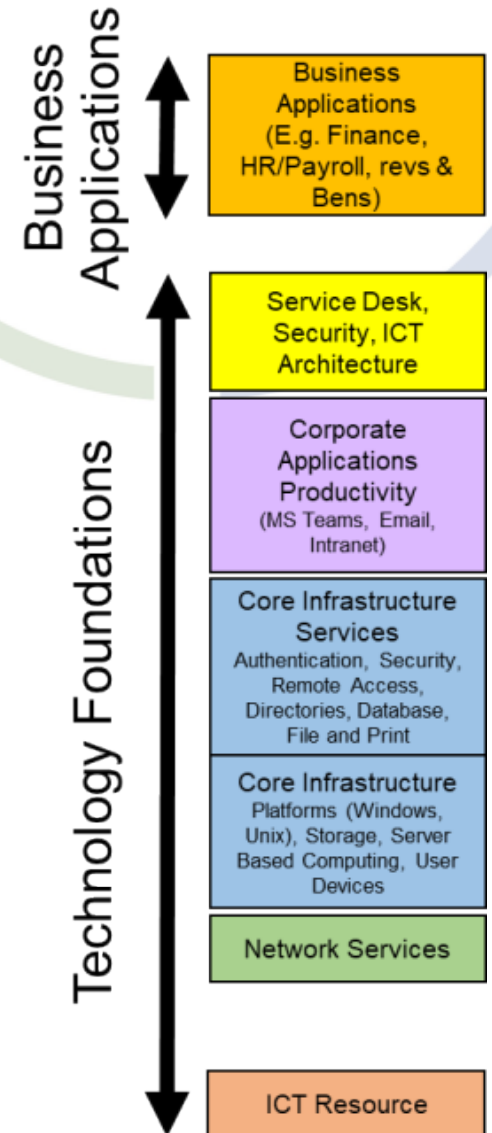 Business
Applications
Business
Applications
(E.g. Finance,
HR/Payroll, revs &
Bens)
Technology Foundations
Service Desk,
Security, ICT
Architecture
Corporate
Applications
Productivity
(MS Teams, Email,
Intranet)
Core Infrastructure
Services
Authentication, Security,
Remote Access,
Directories, Database,
File and Print
Core Infrastructure
Platforms (Windows,
Unix), Storage, Server
Based Computing, User
Devices
Network Services
ICT Resource